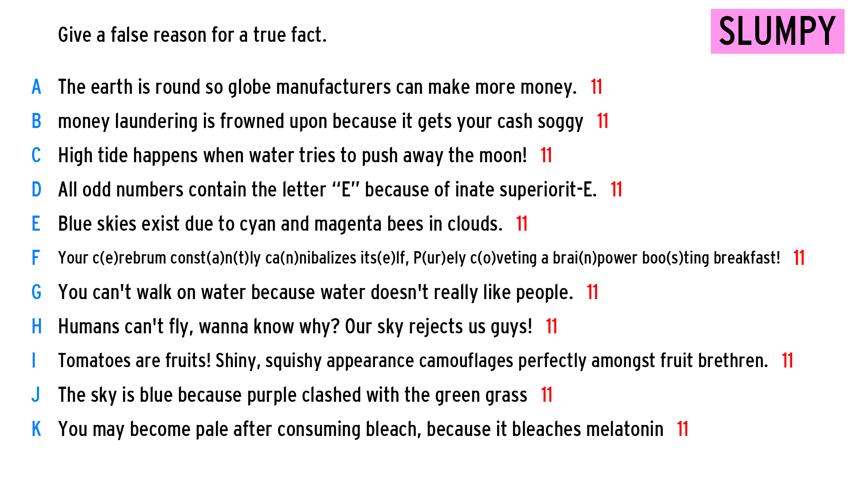 Give a false reason for a true fact.
SLUMPY
A The earth is round so globe manufacturers can make more money. 11
B money laundering is frowned upon because it gets your cash soggy 11
C High tide happens when water tries to push away the moon! 11
D All odd numbers contain the letter “E” because of inate superiorit-E. 11
E Blue skies exist due to cyan and magenta bees in clouds. 11
F Your c(e)rebrum const(a)n(t)ly ca(n)nibalizes its(e)lf, P(ur)ely c(o)veting a brai(n)power boo(s)ting breakfast! 11
G You can't walk on water because water doesn't really like people. 11
H Humans can't fly, wanna know why? Our sky rejects us guys! 11
I Tomatoes are fruits! Shiny, squishy appearance camouflages perfectly amongst fruit brethren. 11
J The sky is blue because purple clashed with the green grass 11
K You may become pale after consuming bleach, because it bleaches melatonin 11